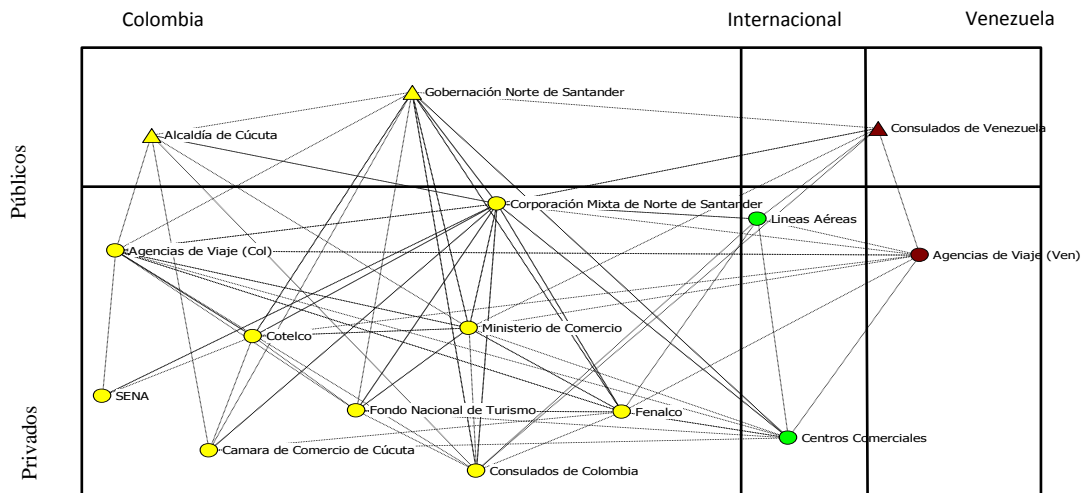 Colombia
Internacional
Venezuela
Públicos
Gobernación Norte de Santander
Alcaldía de Cúcuta
Consulados de Venezuela
Corporación Mixta de Norte de Santander
Lineas Aéreas
Agencias de Viaje (Col)
Agencias de Viaje (Ven)
Ministerio de Comercio
Cotelco
SENA
Fondo Nacional de Turismo
Fenalco
Privados
Centros Comerciales
Camara de Comercio de Cúcuta
Consulados de Colombia